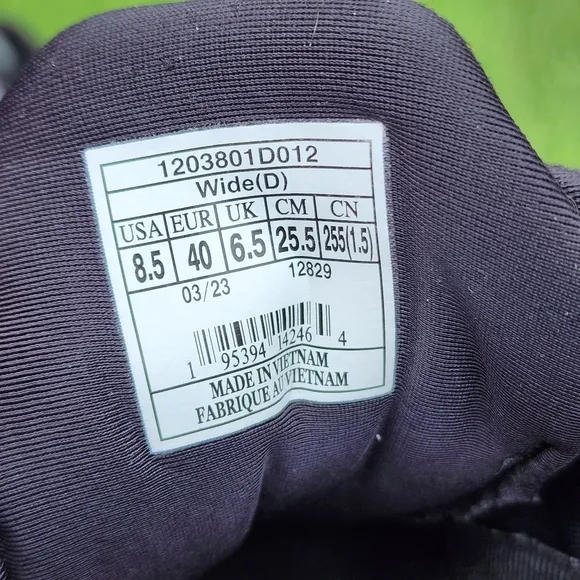 1203801D012
Wide(D)
USA EUR UK CM CN
8.5 40 6.5 25.5 255(1.5)
03/23 12829
1 95394 14246 4
MADE IN VIETNAM
FABRIQUE AU VIETNAM